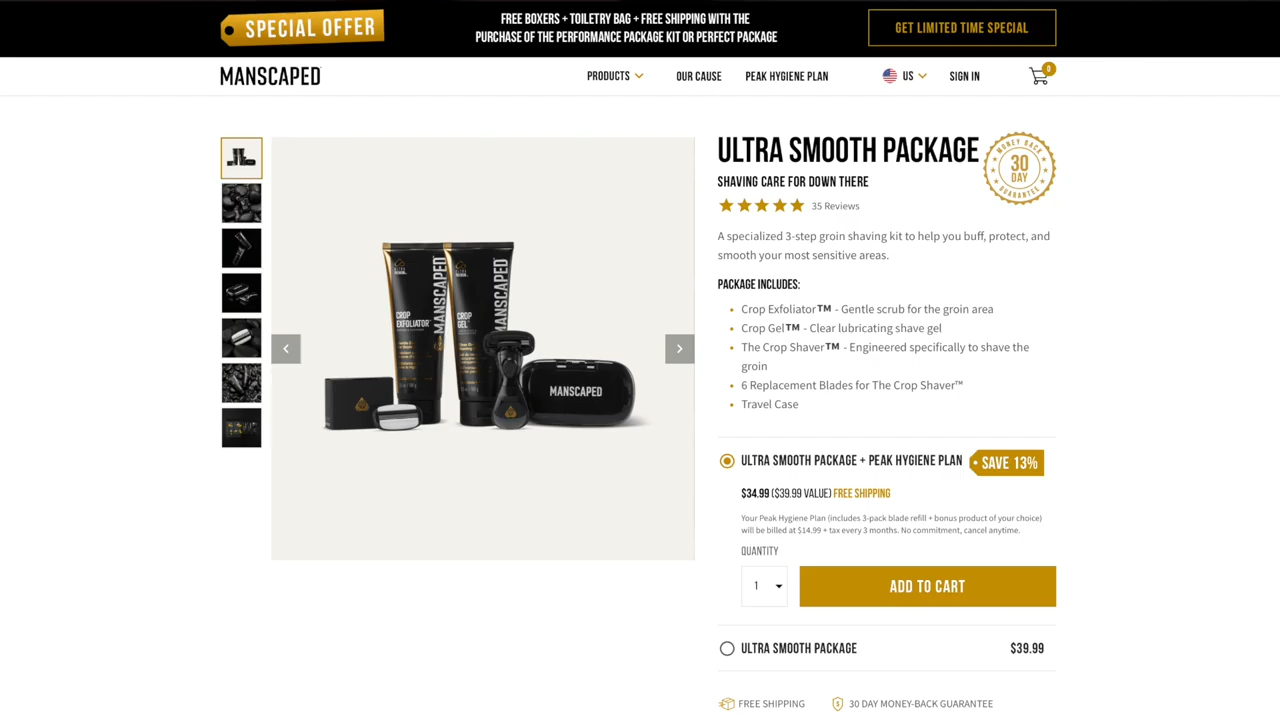 SPECIAL OFFER
FREE BOXERS + TOILETRY BAG + FREE SHIPPING WITH THE
PURCHASE OF THE PERFORMANCE PACKAGE KIT OR PERFECT PACKAGE
GET LIMITED TIME SPECIAL
MANSCAPED
PRODUCTS
OUR CAUSE
PEAK HYGIENE PLAN
US
SIGN IN
0
ULTRA SMOOTH PACKAGE
MONEY BACK
30
DAY
GUARANTEE
SHAVING CARE FOR DOWN THERE
35 Reviews
A specialized 3-step groin shaving kit to help you buff, protect, and
smooth your most sensitive areas.
PACKAGE INCLUDES:
• Crop Exfoliator™ - Gentle scrub for the groin area
• Crop Gel™ - Clear lubricating shave gel
• The Crop Shaver™ - Engineered specifically to shave the
groin
• 6 Replacement Blades for The Crop Shaver™
• Travel Case
MANSCAPED
CROP
EXFOLIATOR
MANSCAPED
CROP
GEL
MANSCAPED
ULTRA SMOOTH PACKAGE + PEAK HYGIENE PLAN
SAVE 13%
$34.99 ($39.99 VALUE) FREE SHIPPING
Your Peak Hygiene Plan (includes 3-pack blade refill + bonus product of your choice)
will be billed at $14.99 + tax every 3 months. No commitment, cancel anytime.
QUANTITY
1
ADD TO CART
ULTRA SMOOTH PACKAGE
$39.99
FREE SHIPPING
30 DAY MONEY-BACK GUARANTEE